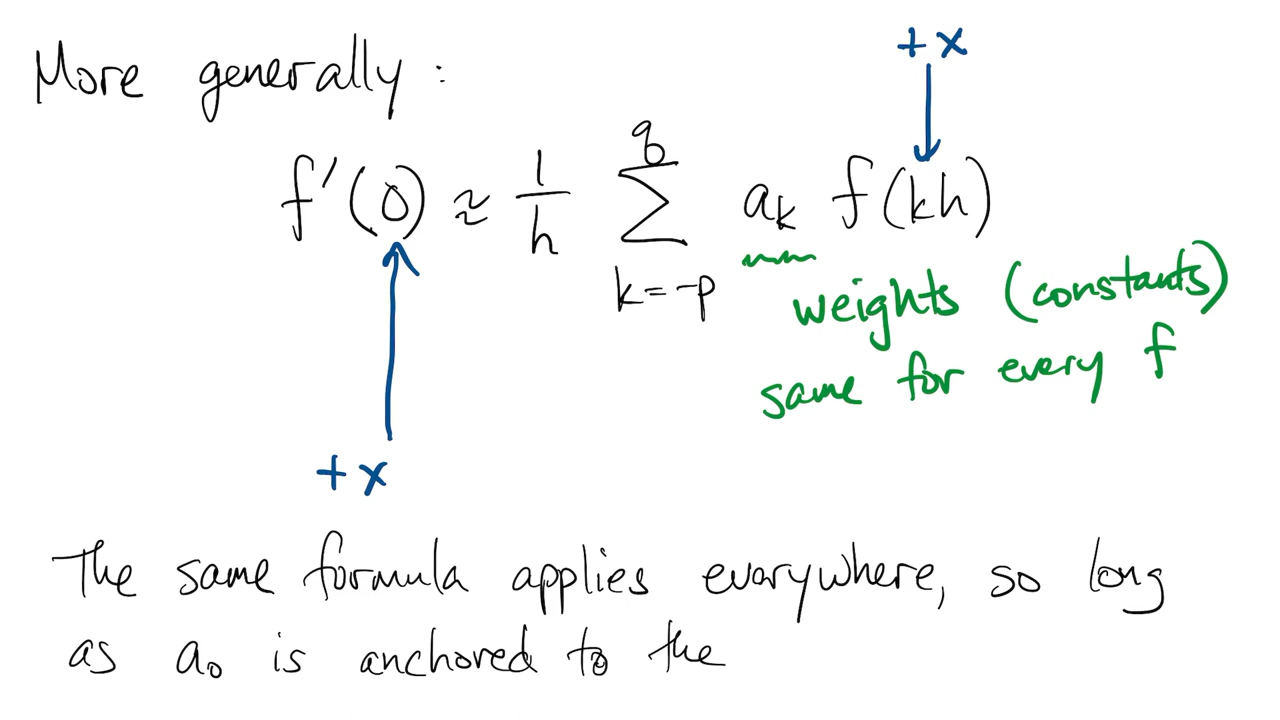 More generally :
+ x
f'(0) ≈ 1/h ∑_{k=-p}^{q} a_k f(kh)
weights (constants)
same for every f
+ x
The same formula applies everywhere, so long
as a₀ is anchored to the